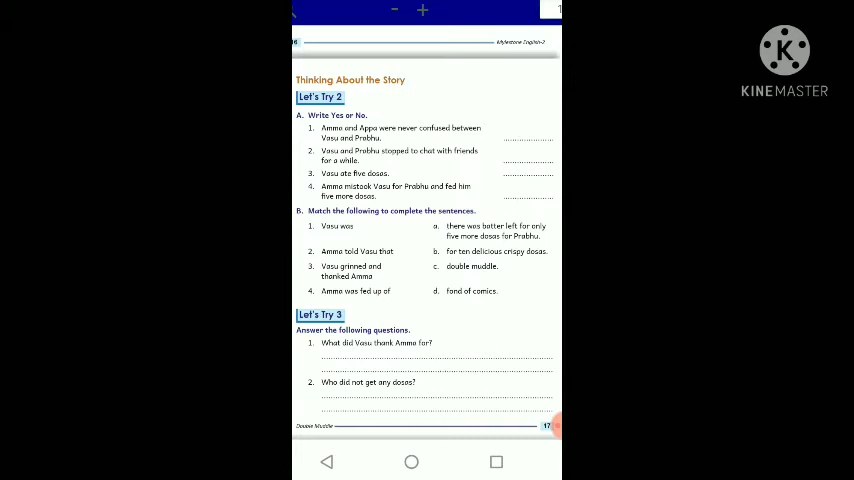 16 Mylestone English-2
Thinking About the Story
Let's Try 2
A. Write Yes or No.
1. Amma and Appa were never confused between
Vasu and Prabhu. ......................
2. Vasu and Prabhu stopped to chat with friends
for a while. ......................
3. Vasu ate five dosas. ......................
4. Amma mistook Vasu for Prabhu and fed him
five more dosas. ......................
B. Match the following to complete the sentences.
1. Vasu was a. there was batter left for only
five more dosas for Prabhu.
2. Amma told Vasu that b. for ten delicious crispy dosas.
3. Vasu grinned and c. double muddle.
thanked Amma
4. Amma was fed up of d. fond of comics.
Let's Try 3
Answer the following questions.
1. What did Vasu thank Amma for?
2. Who did not get any dosas?
Double Muddle 17
K
KINEMASTER